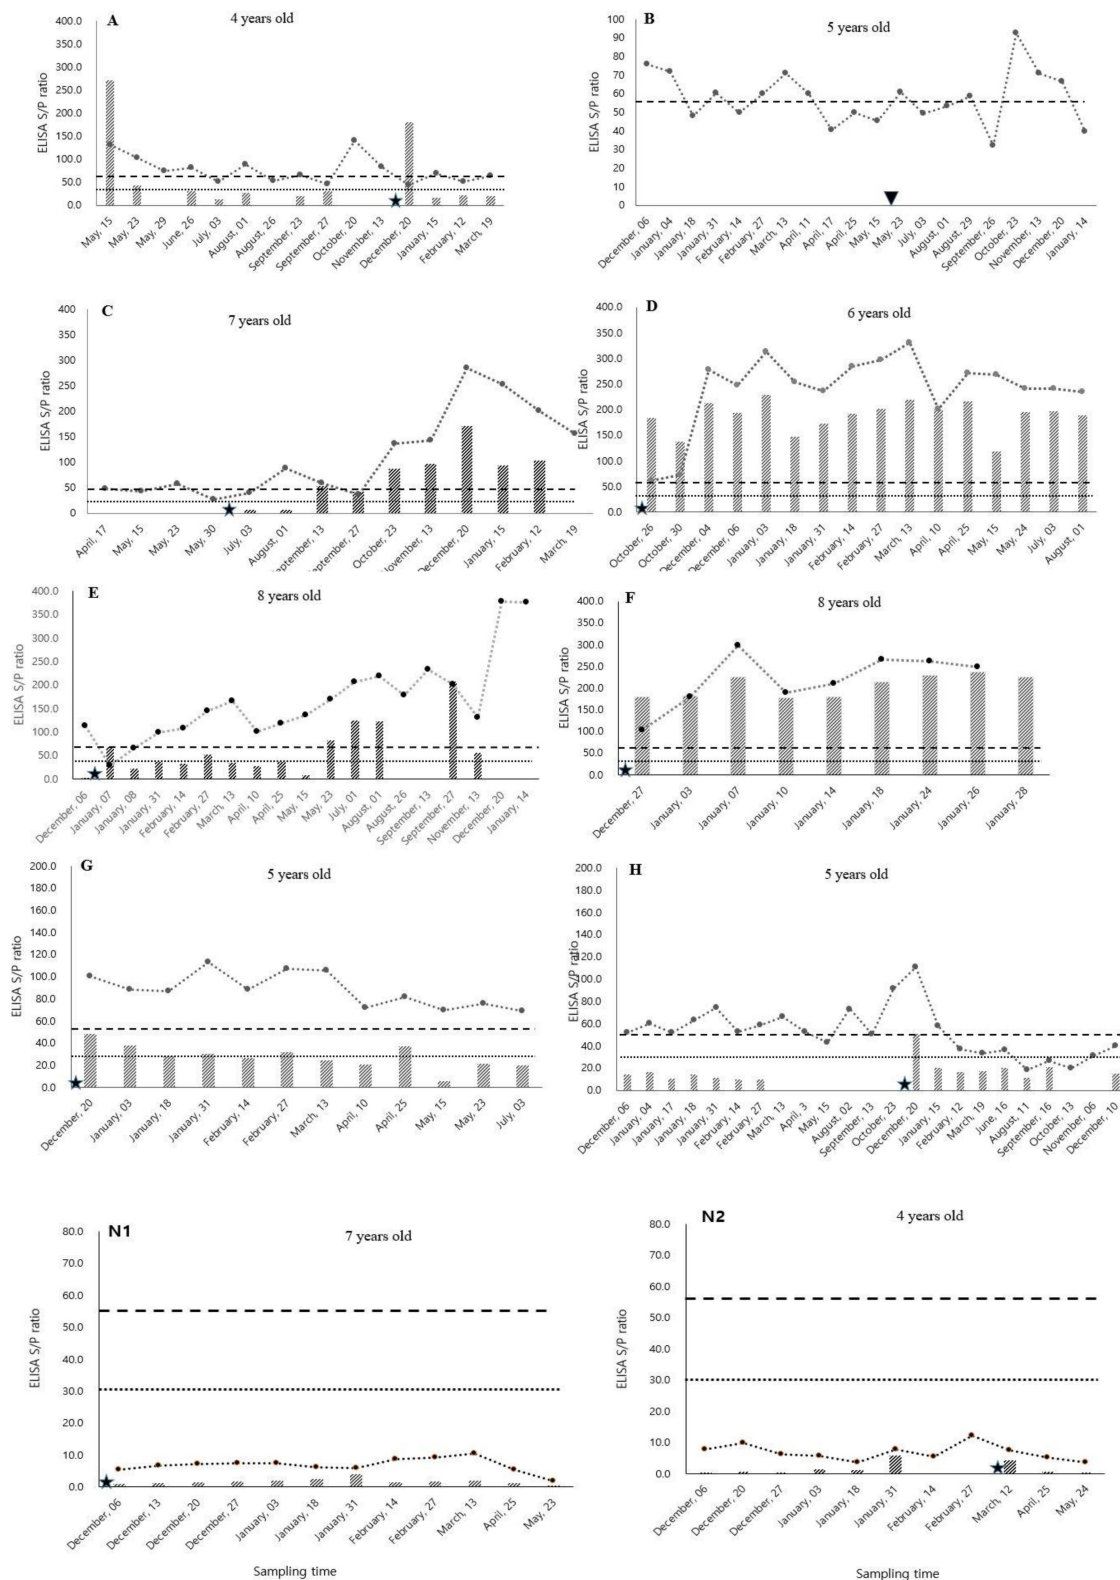 A
4 years old
ELISA S/P ratio
400.0
350.0
300.0
250.0
200.0
150.0
100.0
50.0
0.0
May, 15
May, 23
May, 29
June, 26
July, 03
August, 01
August, 26
September, 23
September, 27
October, 20
November, 13
December, 20
January, 15
February, 12
March, 19
B
5 years old
ELISA S/P ratio
100
90
80
70
60
50
40
30
20
10
0
December, 06
January, 04
January, 18
January, 31
February, 14
February, 27
March, 13
April, 11
April, 17
April, 25
May, 15
May, 23
July, 03
August, 01
August, 29
September, 26
October, 23
November, 13
December, 20
January, 14
C
7 years old
ELISA S/P ratio
400
350
300
250
200
150
100
50
0
April, 17
May, 15
May, 23
May, 30
July, 03
August, 01
September, 13
September, 27
October, 23
November, 13
December, 20
January, 15
February, 12
March, 19
D
6 years old
ELISA S/P ratio
400.0
350.0
300.0
250.0
200.0
150.0
100.0
50.0
0.0
October, 26
October, 30
December, 04
December, 06
January, 03
January, 18
January, 31
February, 14
February, 27
March, 13
April, 10
April, 25
May, 15
May, 24
July, 03
August, 01
E
8 years old
ELISA S/P ratio
400.0
350.0
300.0
250.0
200.0
150.0
100.0
50.0
0.0
December, 06
January, 07
January, 08
January, 31
February, 14
February, 27
March, 13
April, 10
April, 10
May, 15
May, 23
July, 01
August, 01
August, 26
September, 13
September, 27
November, 13
December, 20
January, 14
F
8 years old
ELISA S/P ratio
400.0
350.0
300.0
250.0
200.0
150.0
100.0
50.0
0.0
December, 27
January, 03
January, 07
January, 10
January, 14
January, 18
January, 24
January, 26
January, 28
G
5 years old
ELISA S/P ratio
200.0
180.0
160.0
140.0
120.0
100.0
80.0
60.0
40.0
20.0
0.0
December, 20
January, 03
January, 18
January, 31
February, 14
February, 27
March, 13
April, 10
April, 25
May, 15
May, 23
July, 03
H
5 years old
ELISA S/P ratio
200.0
180.0
160.0
140.0
120.0
100.0
80.0
60.0
40.0
20.0
0.0
December, 06
January, 04
January, 18
January, 14
January, 31
February, 14
February, 27
March, 13
April, 3
May, 15
August, 02
September, 13
October, 23
December, 20
January, 15
February, 12
March, 19
June, 16
August, 11
September, 16
October, 13
November, 06
December, 10
N1
7 years old
ELISA S/P ratio
80.0
70.0
60.0
50.0
40.0
30.0
20.0
10.0
0.0
December, 06
December, 13
December, 20
December, 27
January, 03
January, 18
January, 31
February, 14
February, 27
March, 13
April, 25
May, 23
Sampling time
N2
4 years old
ELISA S/P ratio
80.0
70.0
60.0
50.0
40.0
30.0
20.0
10.0
0.0
December, 06
December, 20
December, 27
January, 03
January, 18
January, 31
February, 14
February, 27
March, 12
April, 25
May, 24
Sampling time